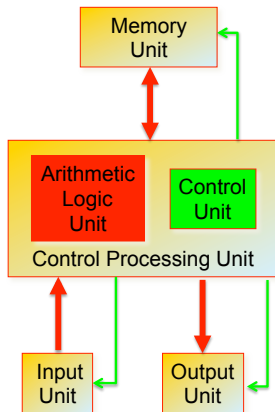 Memory
Unit
Arithmetic
Logic
Unit
Control
Unit
Control Processing Unit
Input
Unit
Output
Unit